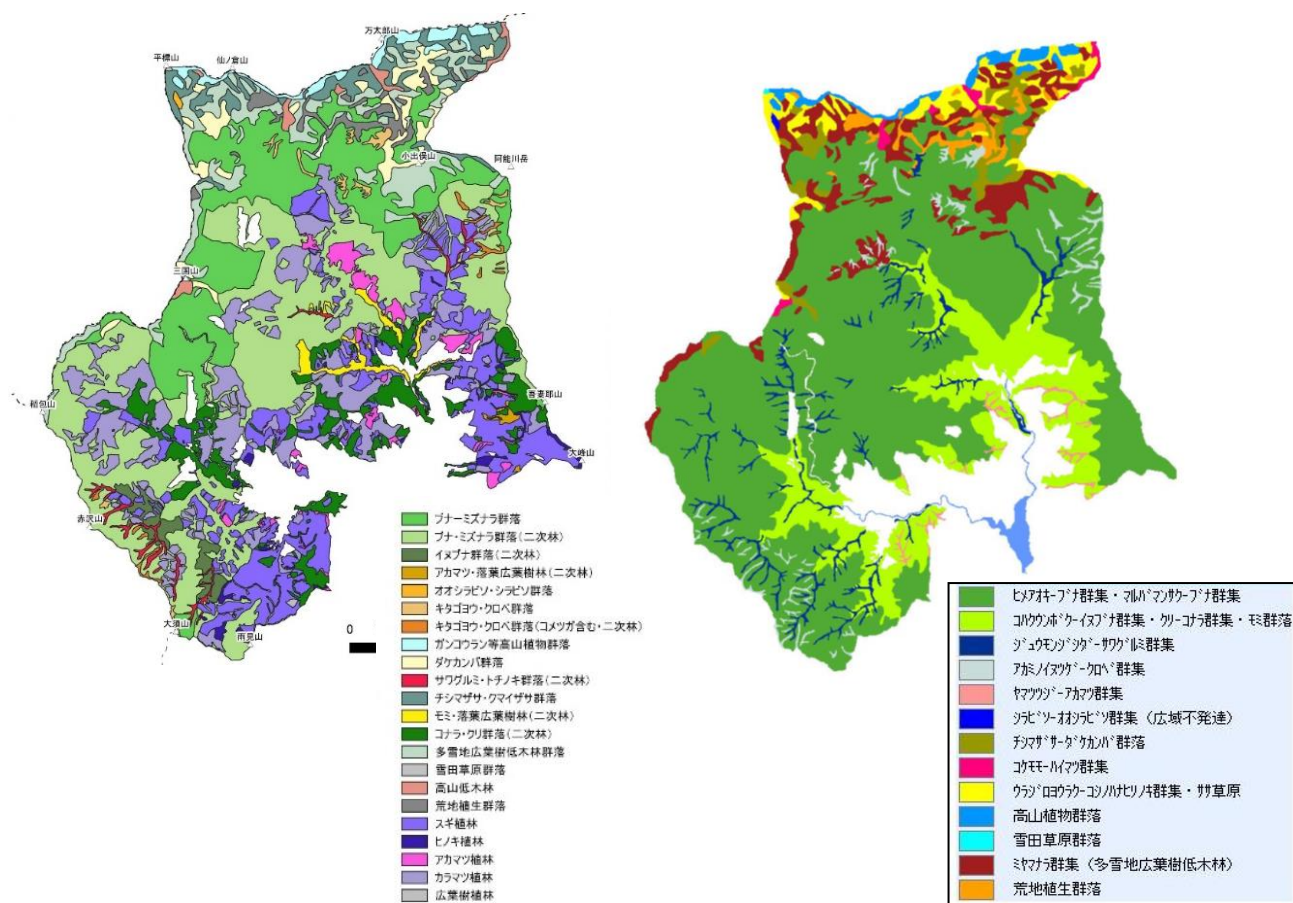 万太郎山
平標山
仙ノ倉山
小出俣山
阿能川岳
三国山
稲包山
吾妻耶山
大峰山
赤沢山
大須山
雨見山
0
ブナーミズナラ群落
ブナ・ミズナラ群落(二次林)
イヌブナ群落(二次林)
アカマツ・落葉広葉樹林(二次林)
オオシラビソ・シラビソ群落
キタゴヨウ・クロベ群落
キタゴヨウ・クロベ群落(コメツガ含む・二次林)
ガンコウラン等高山植物群落
ダケカンバ群落
サワグルミ・トチノキ群落(二次林)
チシマザサ・クマイザサ群落
モミ・落葉広葉樹林(二次林)
コナラ・クリ群落(二次林)
多雪地広葉樹低木林群落
雪田草原群落
高山低木林
荒地植生群落
スギ植林
ヒノキ植林
アカマツ植林
カラマツ植林
広葉樹植林
ヒメアオキーブナ群集・マルバマンサクーブナ群集
コハクウンボクーイヌブナ群集・クリーコナラ群集・モミ群落
ジュウモンジシダーサワグルミ群集
アカミノイヌツゲークロベ群集
ヤマツツジーアカマツ群集
シラビソーオオシラビソ群集（広域不発達）
チシマザサーダケカンバ群落
コケモモーハイマツ群集
ウラジロヨウラクーコシノハナヒリノキ群集・ササ草原
高山植物群落
雪田草原群落
ミヤマナラ群集（多雪地広葉樹低木林）
荒地植生群落